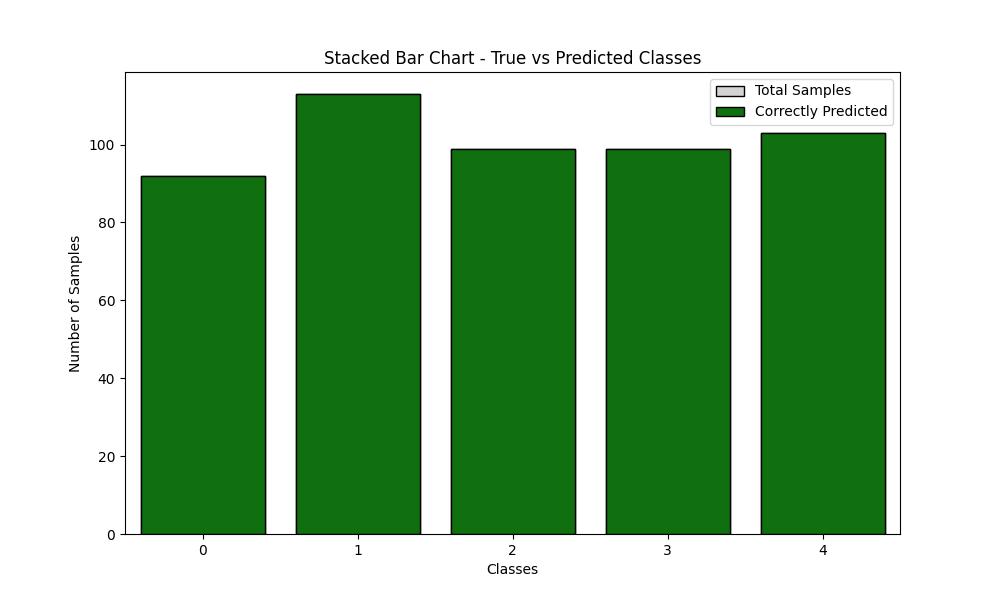 Stacked Bar Chart - True vs Predicted Classes
Total Samples
Correctly Predicted
Number of Samples
100
80
60
40
20
0
0 1 2 3 4
Classes